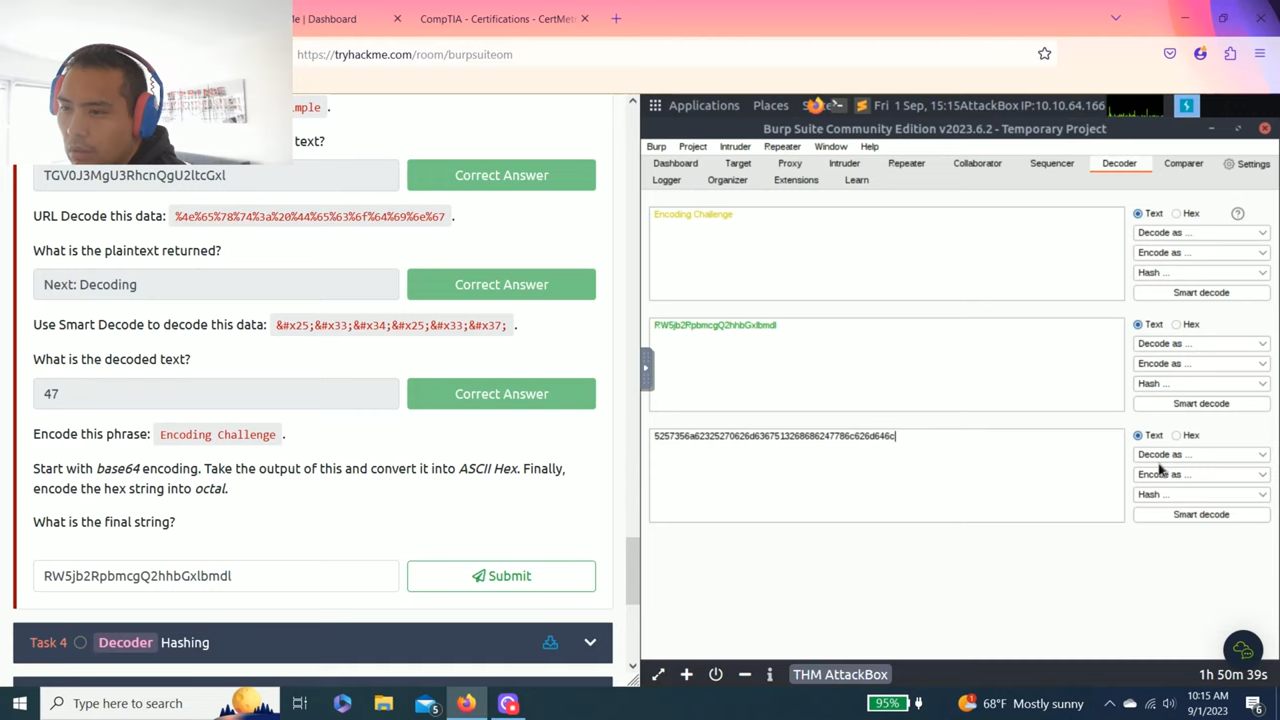 Me | Dashboard
CompTIA - Certifications - CertMet
https://tryhackme.com/room/burpsuiteom
text?
TGV0J3MgU3RhcnQgU2ltcGxl
Correct Answer
URL Decode this data: %4e%65%78%74%3a%20%44%65%63%6f%64%69%6e%67 .
What is the plaintext returned?
Next: Decoding
Correct Answer
Use Smart Decode to decode this data: &#x25;&#x33;&#x34;&#x25;&#x33;&#x37; .
What is the decoded text?
47
Correct Answer
Encode this phrase: Encoding Challenge .
Start with base64 encoding. Take the output of this and convert it into ASCII Hex. Finally,
encode the hex string into octal.
What is the final string?
RW5jb2RpbmcgQ2hhbGxlbmdl
Submit
Task 4 Decoder Hashing
Applications Places Fri 1 Sep, 15:15 AttackBox IP:10.10.64.166
Burp Suite Community Edition v2023.6.2 - Temporary Project
Burp Project Intruder Repeater Window Help
Dashboard Target Proxy Intruder Repeater Collaborator Sequencer Decoder Comparer Settings
Logger Organizer Extensions Learn
Encoding Challenge
Text Hex
Decode as ...
Encode as ...
Hash ...
Smart decode
RW5jb2RpbmcgQ2hhbGxlbmdl
Text Hex
Decode as ...
Encode as ...
Hash ...
Smart decode
5257356a62325270626d6367513268686247786c626d646c
Text Hex
Decode as ...
Encode as ...
Hash ...
Smart decode
THM AttackBox
1h 50m 39s
Type here to search
5
95%
68°F Mostly sunny
10:15 AM
9/1/2023
6